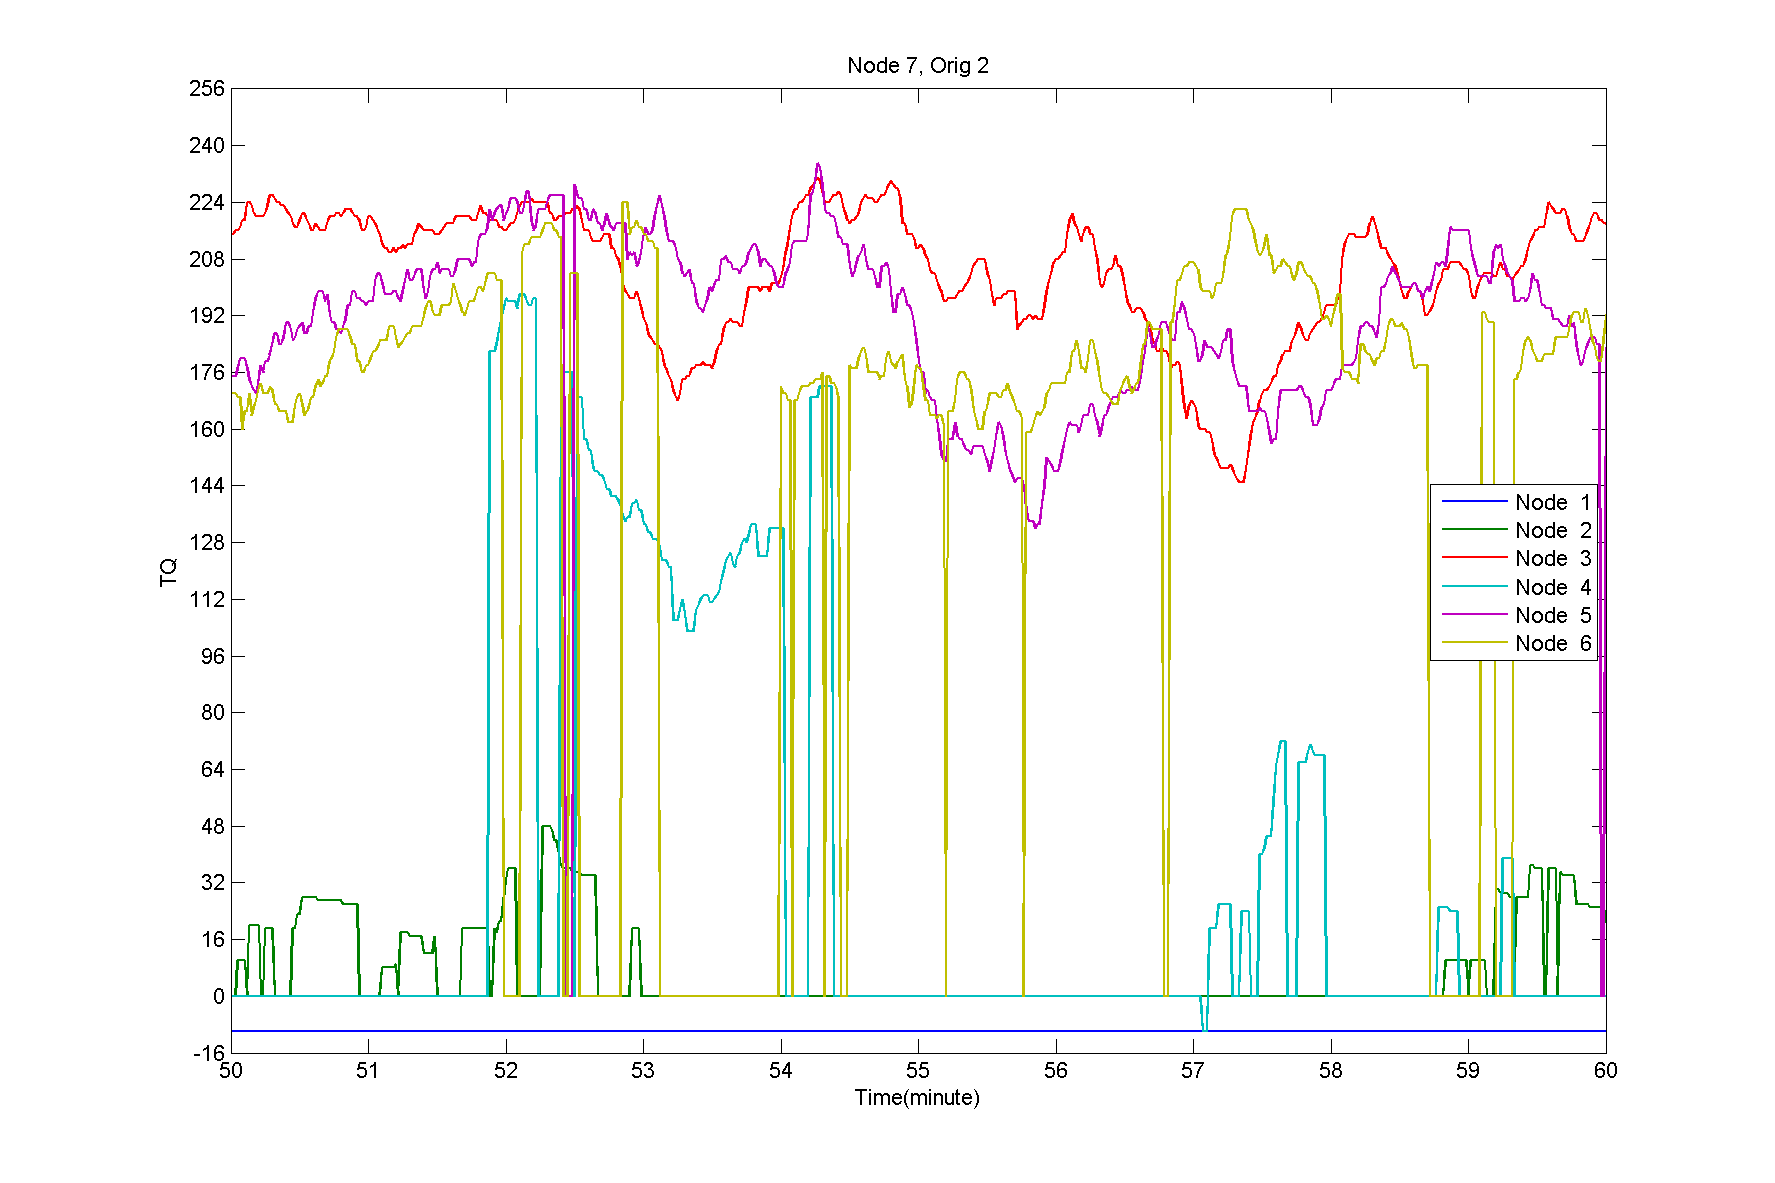 Node 7, Orig 2
256
240
224
208
192
176
160
144
128
112
96
80
64
48
32
16
0
-16
TQ
Node 1
Node 2
Node 3
Node 4
Node 5
Node 6
50 51 52 53 54 55 56 57 58 59 60
Time(minute)